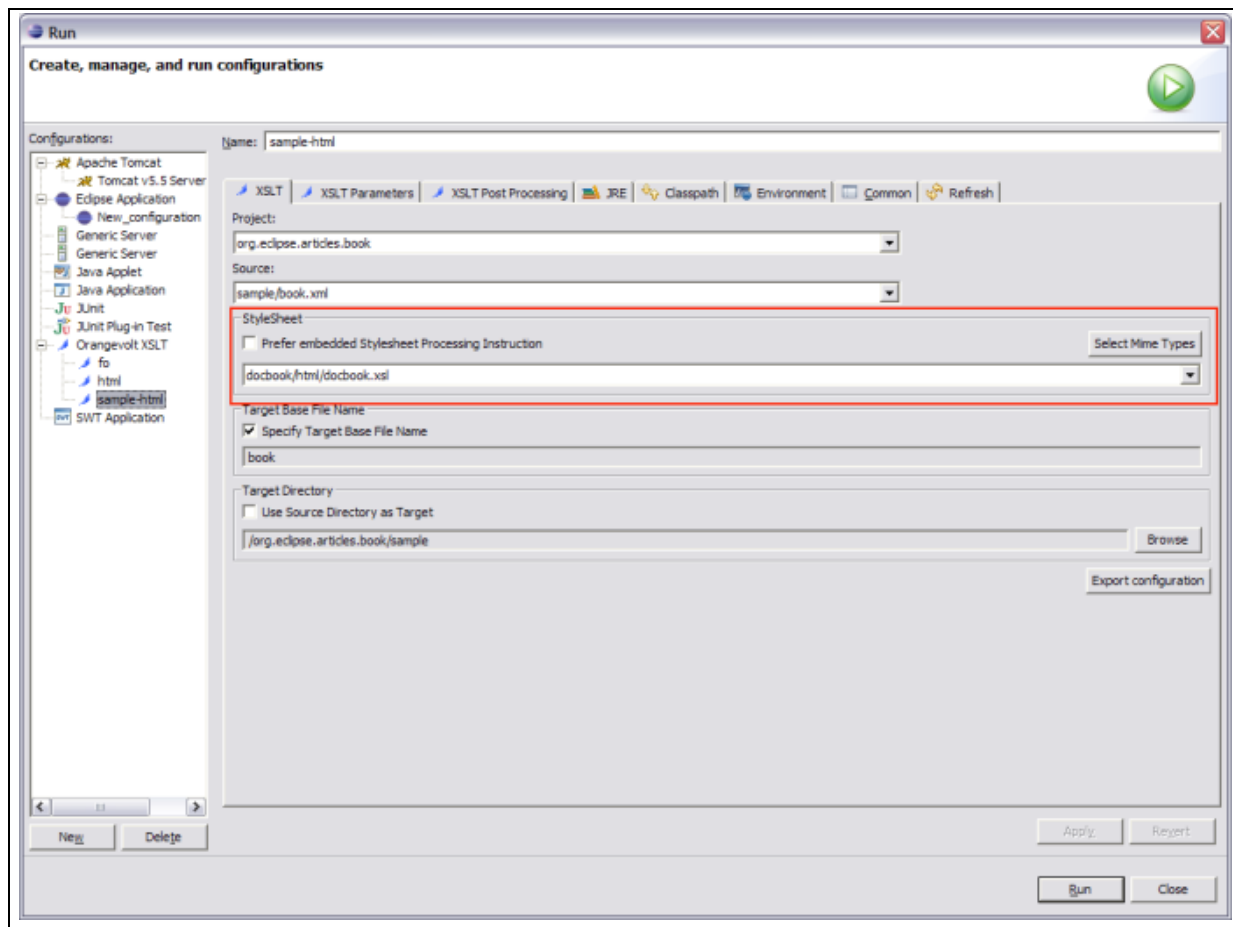 Run
Create, manage, and run configurations
Configurations:
Apache Tomcat
Tomcat v5.5 Server
Eclipse Application
New_configuration
Generic Server
Generic Server
Java Applet
Java Application
JUnit
JUnit Plug-in Test
Orangevolt XSLT
fo
html
sample-html
SWT Application
New Delete
Name: sample-html
XSLT XSLT Parameters XSLT Post Processing JRE Classpath Environment Common Refresh
Project:
org.eclipse.articles.book
Source:
sample/book.xml
StyleSheet
Prefer embedded Stylesheet Processing Instruction Select Mime Types
docbook/html/docbook.xsl
Target Base File Name
Specify Target Base File Name
book
Target Directory
Use Source Directory as Target
/org.eclipse.articles.book/sample Browse
Export configuration
Apply Revert
Run Close